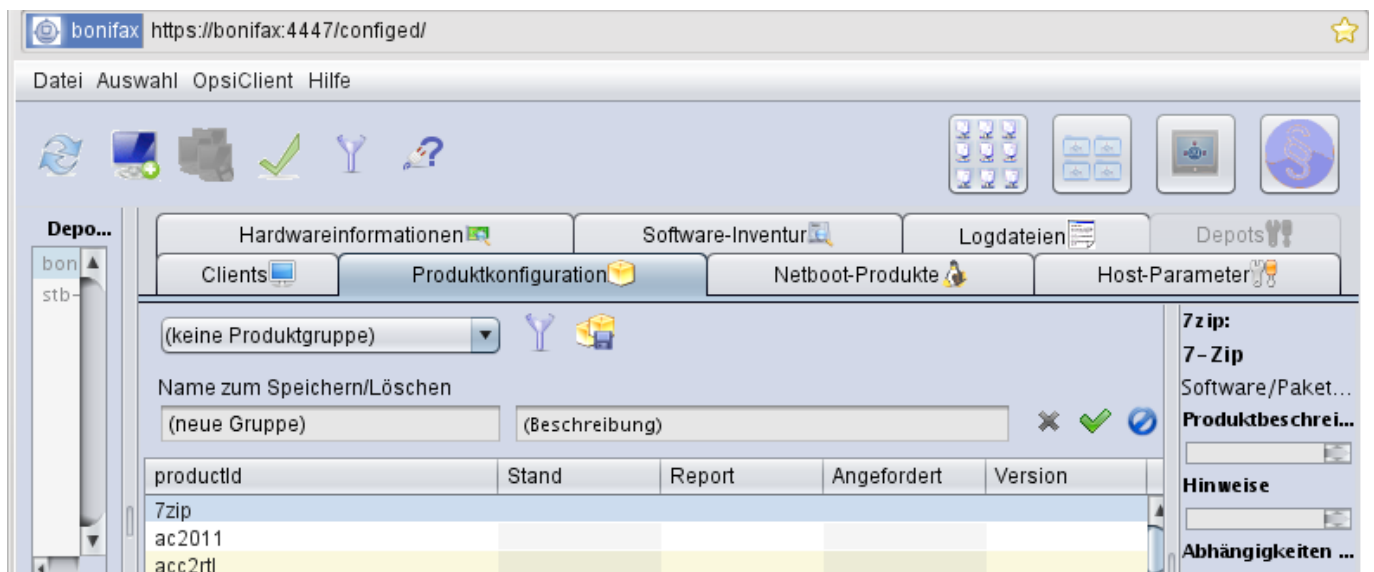 bonifax https://bonifax:4447/configed/
Datei Auswahl OpsiClient Hilfe
Depo...
bon
stb-
Hardwareinformationen Software-Inventur Logdateien Depots
Clients Produktkonfiguration Netboot-Produkte Host-Parameter
(keine Produktgruppe)
Name zum Speichern/Löschen
(neue Gruppe) (Beschreibung)
productId Stand Report Angefordert Version
7zip
ac2011
acc2rtl
7zip:
7-Zip
Software/Paket...
Produktbeschrei...
Hinweise
Abhängigkeiten ...